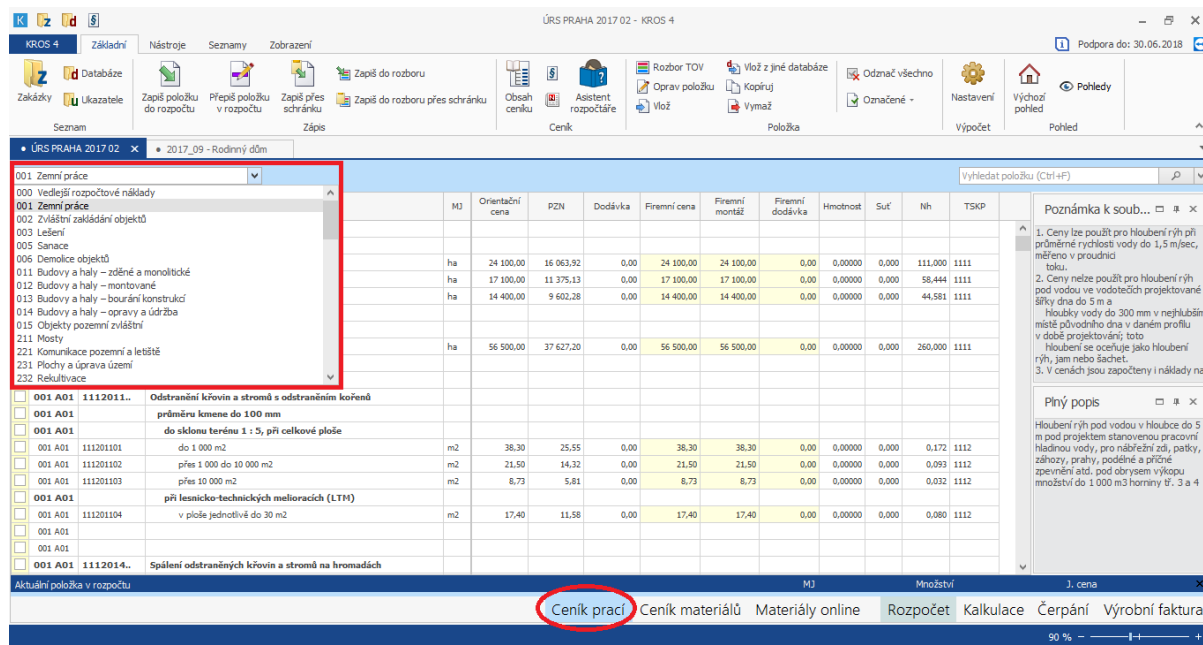 K z d § ÚRS PRAHA 2017 02 - KROS 4
KROS 4 Základní Nástroje Seznamy Zobrazení i Podpora do: 30.06.2018
Zakázky Databáze Ukazatele
Zapiš položku do rozboru Přepiš položku v rozpočtu Zapiš přes schránku Zapiš do rozboru Zapiš do rozboru přes schránku
Obsah ceníku § Asistent rozpočtáře
Rozbor TOV Oprav položku Vlož Vlož z jiné databáze Kopíruj Vymaž Označ všechno Označené
Nastavení Výchozí pohled Pohledy
Seznam Zápis Ceník Položka Výpočet Pohled
• ÚRS PRAHA 2017 02 × • 2017_09 - Rodinný dům
001 Zemní práce Vyhledat položku (Ctrl+F)
000 Vedlejší rozpočtové náklady
001 Zemní práce
002 Zvláštní zakládání objektů
003 Lešení
005 Sanace
006 Demolice objektů
011 Budovy a haly – zděné a monolitické
012 Budovy a haly – montované
013 Budovy a haly – bourání konstrukcí
014 Budovy a haly – opravy a údržba
015 Objekty pozemní zvláštní
211 Mosty
221 Komunikace pozemní a letiště
231 Plochy a úprava území
232 Rekultivace
MJ Orientační cena PZN Dodávka Firemní cena Firemní montáž Firemní dodávka Hmotnost Suť Nh TSKP
ha 24 100,00 16 063,92 0,00 24 100,00 24 100,00 0,00 0,00000 0,000 111,000 1111
ha 17 100,00 11 375,13 0,00 17 100,00 17 100,00 0,00 0,00000 0,000 58,444 1111
ha 14 400,00 9 602,28 0,00 14 400,00 14 400,00 0,00 0,00000 0,000 44,581 1111
ha 56 500,00 37 627,20 0,00 56 500,00 56 500,00 0,00 0,00000 0,000 260,000 1111
001 A01 1112011.. Odstranění křovin a stromů s odstraněním kořenů
001 A01 průměru kmene do 100 mm
001 A01 do sklonu terénu 1 : 5, při celkové ploše
001 A01 111201101 do 1 000 m2 m2 38,30 25,55 0,00 38,30 38,30 0,00 0,00000 0,000 0,172 1112
001 A01 111201102 přes 1 000 do 10 000 m2 m2 21,50 14,32 0,00 21,50 21,50 0,00 0,00000 0,000 0,093 1112
001 A01 111201103 přes 10 000 m2 m2 8,73 5,81 0,00 8,73 8,73 0,00 0,00000 0,000 0,032 1112
001 A01 při lesnicko-technických melioracích (LTM)
001 A01 111201104 v ploše jednotlivě do 30 m2 m2 17,40 11,58 0,00 17,40 17,40 0,00 0,00000 0,000 0,080 1112
001 A01
001 A01
001 A01 1112014.. Spálení odstraněných křovin a stromů na hromadách
Poznámka k soub...
1. Ceny lze použít pro hloubení rýh při
průměrné rychlosti vody do 1,5 m/sec,
měřeno v proudnici
toku.
2. Ceny nelze použít pro hloubení rýh
pod vodou ve vodotečích projektované
šířky dna do 5 m a
hloubky vody do 300 mm v nejhlubším
místě původního dna v daném profilu
v době projektování; toto
hloubení se oceňuje jako hloubení
rýh, jam nebo šachet.
3. V cenách jsou započteny i náklady na
Plný popis
Hloubení rýh pod vodou v hloubce do 5
m pod projektem stanovenou pracovní
hladinou vody, pro nábřežní zdi, patky,
záhozy, prahy, podélné a příčné
zpevnění atd. pod obrysem výkopu
množství do 1 000 m3 horniny tř. 3 a 4
Aktuální položka v rozpočtu MJ Množství J. cena
Ceník prací Ceník materiálů Materiály online Rozpočet Kalkulace Čerpání Výrobní faktura
90 %